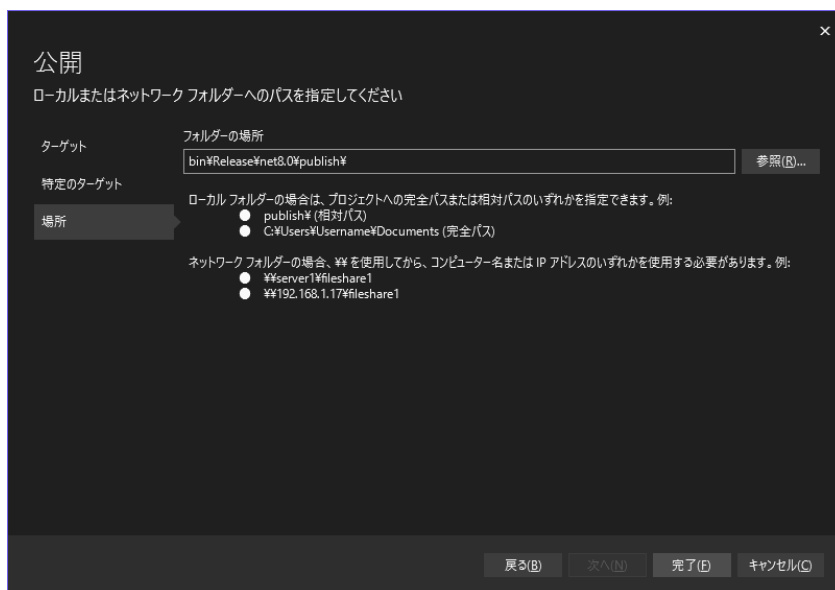 公開
ローカルまたはネットワーク フォルダーへのパスを指定してください
ターゲット
特定のターゲット
場所
フォルダーの場所
bin¥Release¥net8.0¥publish¥
参照(R)...
ローカル フォルダーの場合は、プロジェクトへの完全パスまたは相対パスのいずれかを指定できます。例:
publish¥ (相対パス)
C:¥Users¥Username¥Documents (完全パス)
ネットワーク フォルダーの場合、¥¥ を使用してから、コンピューター名または IP アドレスのいずれかを使用する必要があります。例:
¥¥server1¥fileshare1
¥¥192.168.1.17¥fileshare1
戻る(B)
次へ(N)
完了(F)
キャンセル(C)